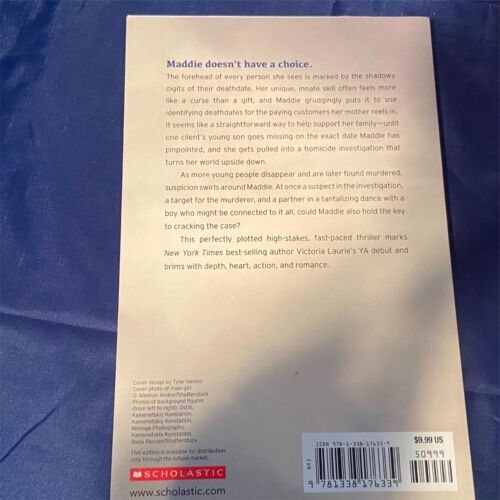 Maddie doesn't have a choice.
The forehead of every person she sees is marked by the shadowy
digits of their deathdate. Her unique, innate skill often feels more
like a curse than a gift, and Maddie grudgingly puts it to use
identifying deathdates for the paying customers her mother reels in.
It seems like a straightforward way to help support her family—until
one client's young son goes missing on the exact date Maddie has
pinpointed, and she gets pulled into a homicide investigation that
turns her world upside down.
As more young people disappear and are later found murdered,
suspicion swirls around Maddie. At once a suspect in the investigation,
a target for the murderer, and a partner in a tantalizing dance with a
boy who might be connected to it all, could Maddie also hold the key
to cracking the case?
This perfectly plotted high-stakes, fast-paced thriller marks
New York Times best-selling author Victoria Laurie's YA debut and
brims with depth, heart, action, and romance.
Cover design by Tyler Nevins
Cover photo of main girl
© Aleshyn Andrei/Shutterstock
Photos of background figures
(from left to right): Ostill,
Kamenetskiy Konstantin,
Monage Photography,
Kamenetskiy Konstantin,
Radu Razvan/Shutterstock
This edition is available for distribution
only through the school market.
SCHOLASTIC
www.scholastic.com
ISBN 978-1-338-17633-9
$9.99 US
50999
9 781338 176339